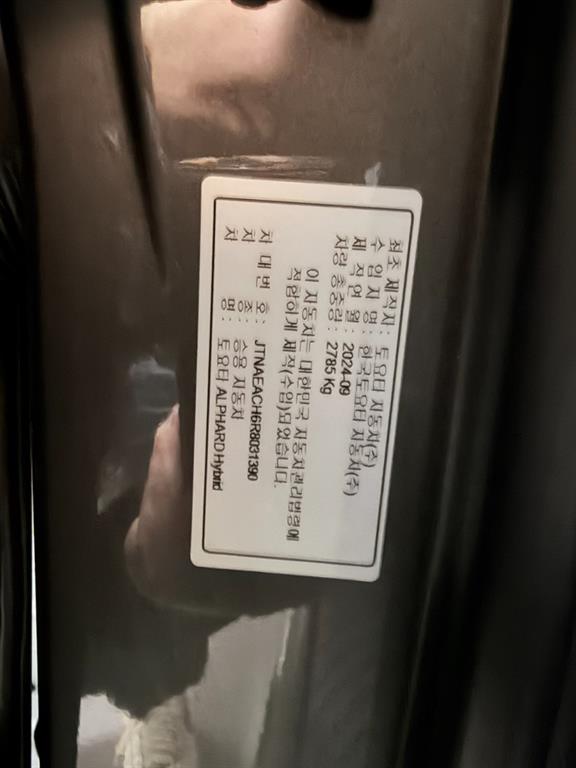 최초 제작자 : 토요타 자동차(주)
수 입 자 명 : 한국토요타 자동차(주)
제 작 연 월 : 2024-09
차량 총중량 : 2785 Kg
이 자동차는 대한민국 자동차관리법령에
적합하게 제작(수입)되었습니다.
차 대 번 호 : JTNAEACH6R8031390
차 종 : 승용 자동차
차 명 : 토요타 ALPHARD Hybrid